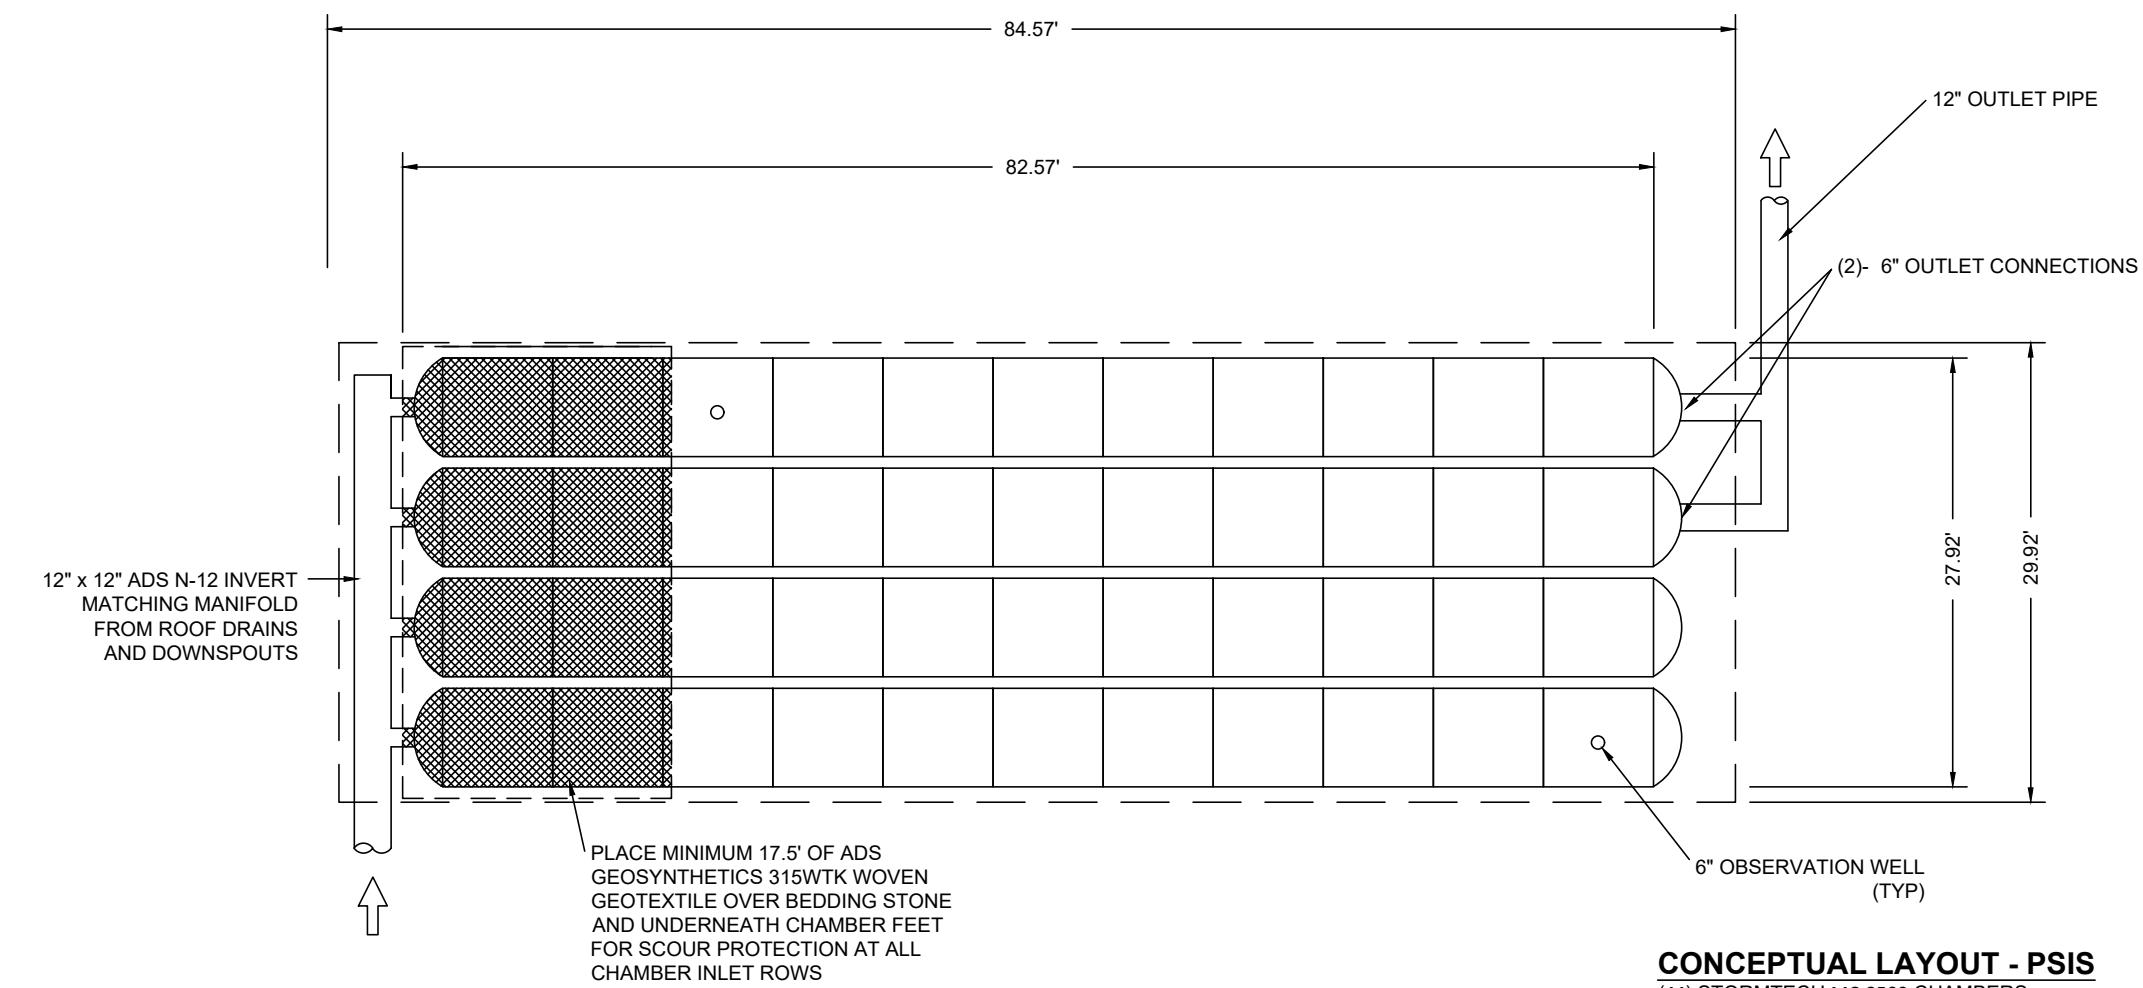 84.57'
12" OUTLET PIPE
82.57'
(2)-  6" OUTLET CONNECTIONS
12" x 12" ADS N-12 INVERT
MATCHING MANIFOLD
FROM ROOF DRAINS
AND DOWNSPOUTS
27.92'
29.92'
PLACE MINIMUM 17.5' OF ADS
GEOSYNTHETICS 315WTK WOVEN
GEOTEXTILE OVER BEDDING STONE
AND UNDERNEATH CHAMBER FEET
FOR SCOUR PROTECTION AT ALL
CHAMBER INLET ROWS
6" OBSERVATION WELL
(TYP)
CONCEPTUAL LAYOUT - PSIS
STORMTECH CHAMBERS